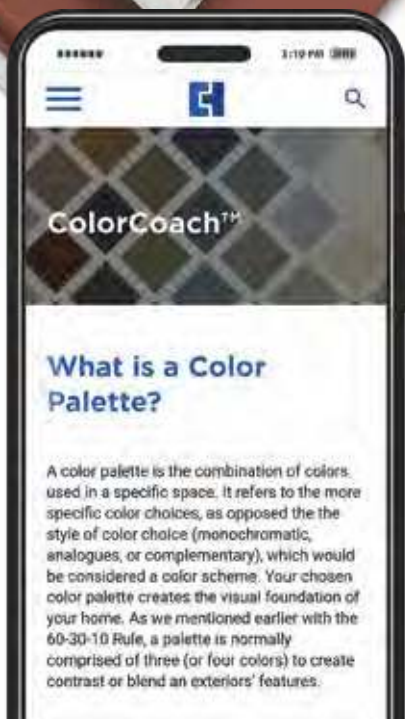 3:19 PM
ColorCoach™
What is a Color
Palette?
A color palette is the combination of colors
used in a specific space. It refers to the more
specific color choices, as opposed the the
style of color choice (monochromatic,
analogues, or complementary), which would
be considered a color scheme. Your chosen
color palette creates the visual foundation of
your home. As we mentioned earlier with the
60-30-10 Rule, a palette is normally
comprised of three (or four colors) to create
contrast or blend an exteriors' features.